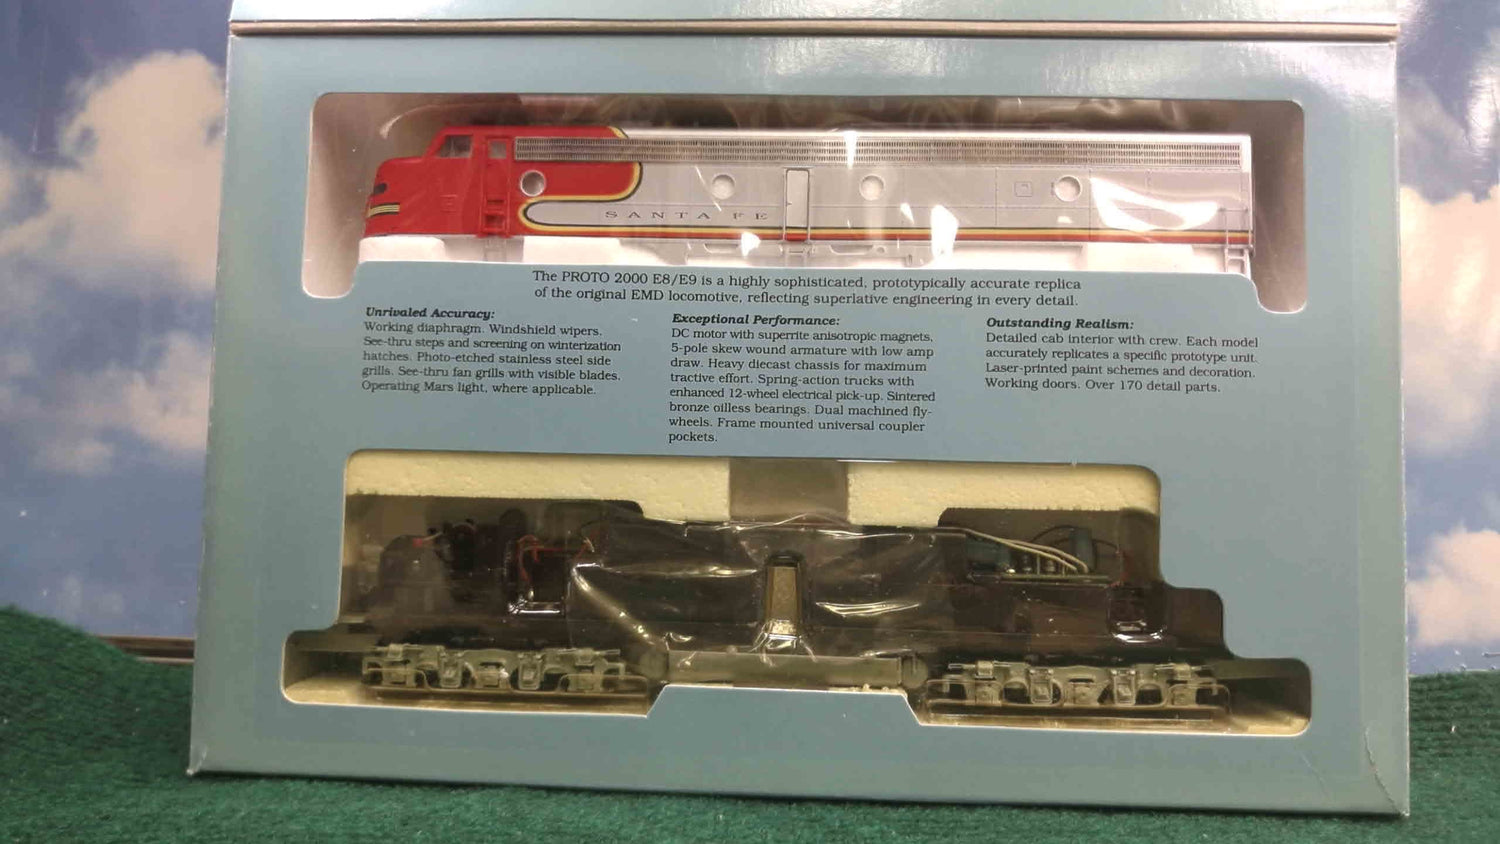 SANTA FE
The PROTO 2000 E8/E9 is a highly sophisticated, prototypically accurate replica
of the original EMD locomotive, reflecting superlative engineering in every detail.
Unrivaled Accuracy:
Working diaphragm. Windshield wipers.
See-thru steps and screening on winterization
hatches. Photo-etched stainless steel side
grills. See-thru fan grills with visible blades.
Operating Mars light, where applicable.
Exceptional Performance:
DC motor with superrite anisotropic magnets,
5-pole skew wound armature with low amp
draw. Heavy diecast chassis for maximum
tractive effort. Spring-action trucks with
enhanced 12-wheel electrical pick-up. Sintered
bronze oilless bearings. Dual machined fly-
wheels. Frame mounted universal coupler
pockets.
Outstanding Realism:
Detailed cab interior with crew. Each model
accurately replicates a specific prototype unit.
Laser-printed paint schemes and decoration.
Working doors. Over 170 detail parts.